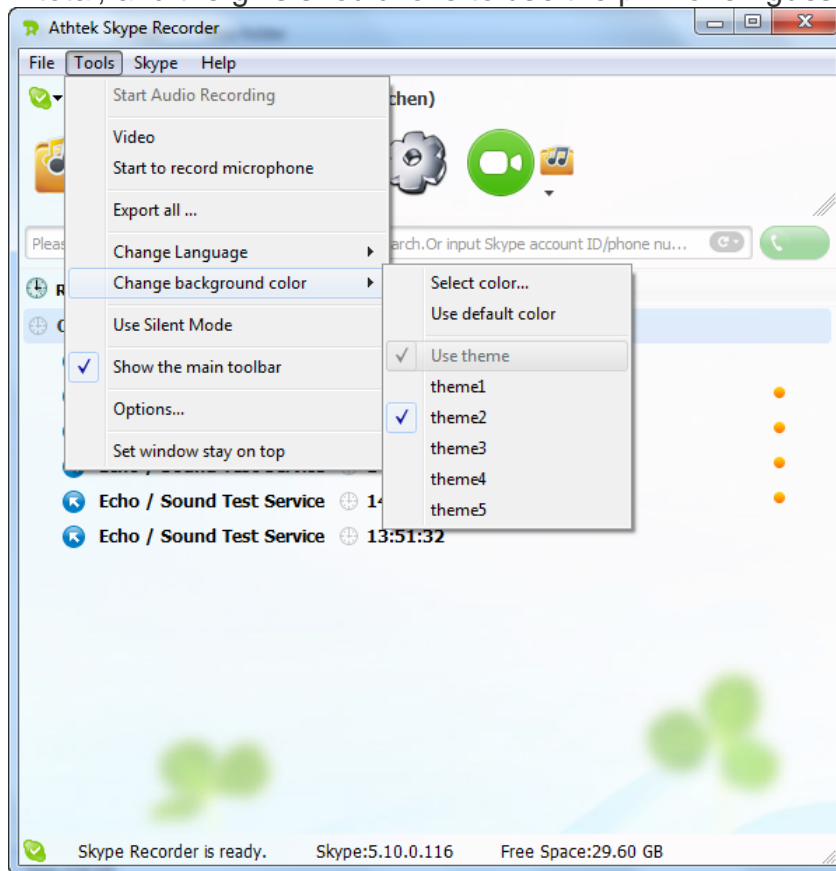 Athtek Skype Recorder
File Tools Skype Help
Start Audio Recording
chen)
Video
Start to record microphone
Export all ...
Pleas
arch.Or input Skype account ID/phone nu...
Change Language
Change background color
Select color...
Use default color
Use Silent Mode
Show the main toolbar
Use theme
theme1
Options...
theme2
Set window stay on top
theme3
theme4
Echo / Sound Test Service 14
theme5
Echo / Sound Test Service 13:51:32
Skype Recorder is ready. Skype:5.10.0.116 Free Space:29.60 GB